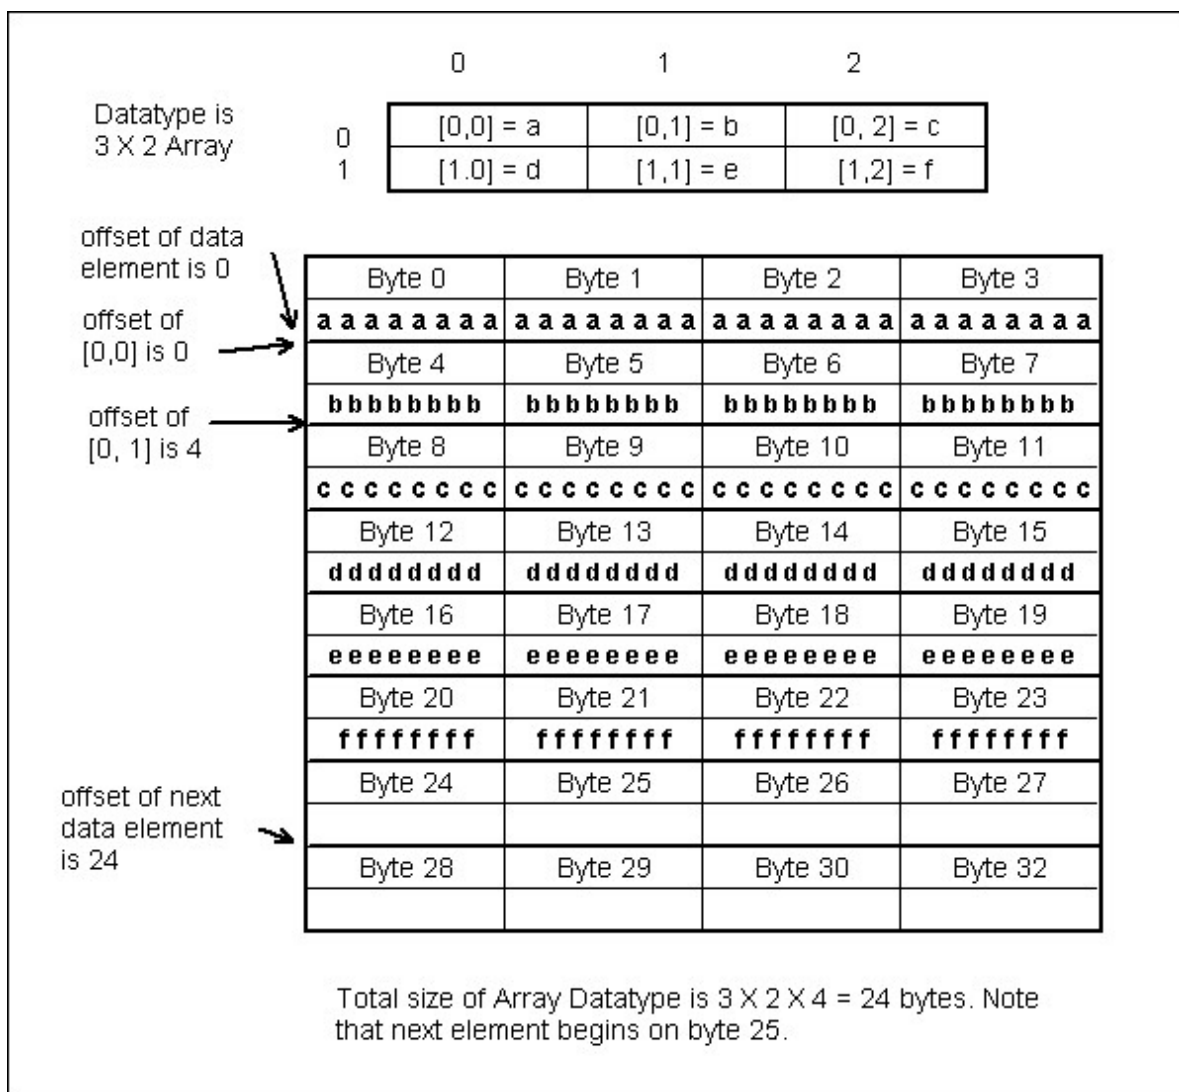 0 1 2
Datatype is
3 X 2 Array
0 [0,0] = a [0,1] = b [0, 2] = c
1 [1.0] = d [1,1] = e [1,2] = f
offset of data
element is 0
offset of
[0,0] is 0
offset of
[0, 1] is 4
Byte 0 Byte 1 Byte 2 Byte 3
a a a a a a a a a a a a a a a a a a a a a a a a a a a a a a a a
Byte 4 Byte 5 Byte 6 Byte 7
b b b b b b b b b b b b b b b b b b b b b b b b b b b b b b b b
Byte 8 Byte 9 Byte 10 Byte 11
c c c c c c c c c c c c c c c c c c c c c c c c c c c c c c c c
Byte 12 Byte 13 Byte 14 Byte 15
d d d d d d d d d d d d d d d d d d d d d d d d d d d d d d d d
Byte 16 Byte 17 Byte 18 Byte 19
e e e e e e e e e e e e e e e e e e e e e e e e e e e e e e e e
Byte 20 Byte 21 Byte 22 Byte 23
f f f f f f f f f f f f f f f f f f f f f f f f f f f f f f f f
offset of next
data element
is 24
Byte 24 Byte 25 Byte 26 Byte 27
Byte 28 Byte 29 Byte 30 Byte 32
Total size of Array Datatype is 3 X 2 X 4 = 24 bytes. Note
that next element begins on byte 25.